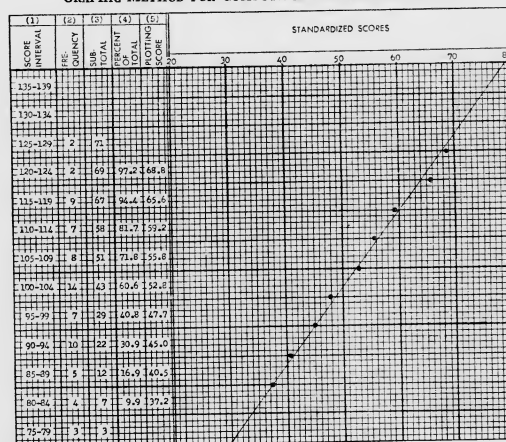 (1) (2) (3) (4) (5)
SCORE INTERVAL FRE-QUENCY SUB-TOTAL PERCENT OF TOTAL PLOTTING SCORE STANDARDIZED SCORES
20 30 40 50 60 70
135-139
130-134
125-129 2 71
120-124 2 69 97.2 68.8
115-119 9 67 94.4 65.6
110-114 7 58 81.7 59.2
105-109 8 51 71.8 55.8
100-104 14 43 60.6 52.8
95-99 7 29 40.8 47.7
90-94 10 22 30.9 45.0
85-89 5 12 16.9 40.5
80-84 4 7 9.9 37.2
75-79 3 3